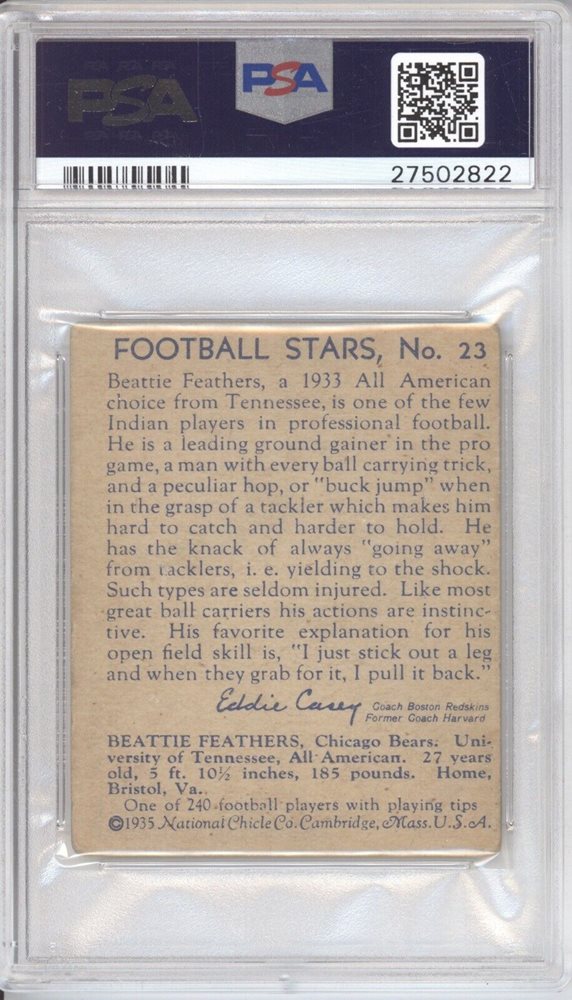 PSA PSA PSA
PSA
PSA PSA PSA
PSA
27502822
FOOTBALL STARS, No. 23
Beattie Feathers, a 1933 All American
choice from Tennessee, is one of the few
Indian players in professional football.
He is a leading ground gainer in the pro
game, a man with every ball carrying trick,
and a peculiar hop, or "buck jump" when
in the grasp of a tackler which makes him
hard to catch and harder to hold. He
has the knack of always "going away"
from tacklers, i. e. yielding to the shock.
Such types are seldom injured. Like most
great ball carriers his actions are instinc-
tive. His favorite explanation for his
open field skill is, "I just stick out a leg
and when they grab for it, I pull it back."
Eddie Casey Coach Boston Redskins
Former Coach Harvard
BEATTIE FEATHERS, Chicago Bears. Uni-
versity of Tennessee, All American. 27 years
old, 5 ft. 10½ inches, 185 pounds. Home,
Bristol, Va.
One of 240 football players with playing tips
©1935 National Chicle Co. Cambridge, Mass. U.S.A.